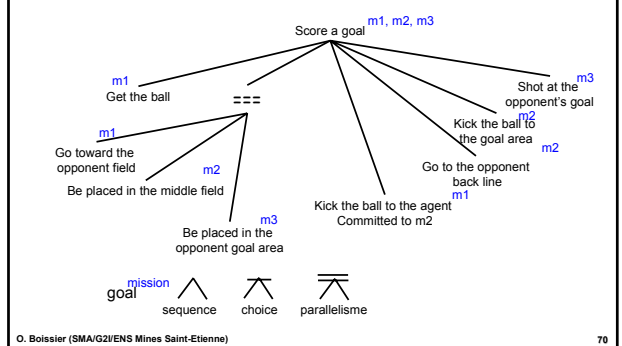 Score a goal
m1, m2, m3
m1
Get the ball
===
m3
Shot at the
opponent's goal
Kick the ball to
the goal area
m2
m1
Go toward the
opponent field
m2
Be placed in the middle field
m2
Go to the opponent
back line
m3
Be placed in the
opponent goal area
m1
Kick the ball to the agent
Committed to m2
goal
mission
sequence
choice
parallelisme
O. Boissier (SMA/G2I/ENS Mines Saint-Etienne)
70